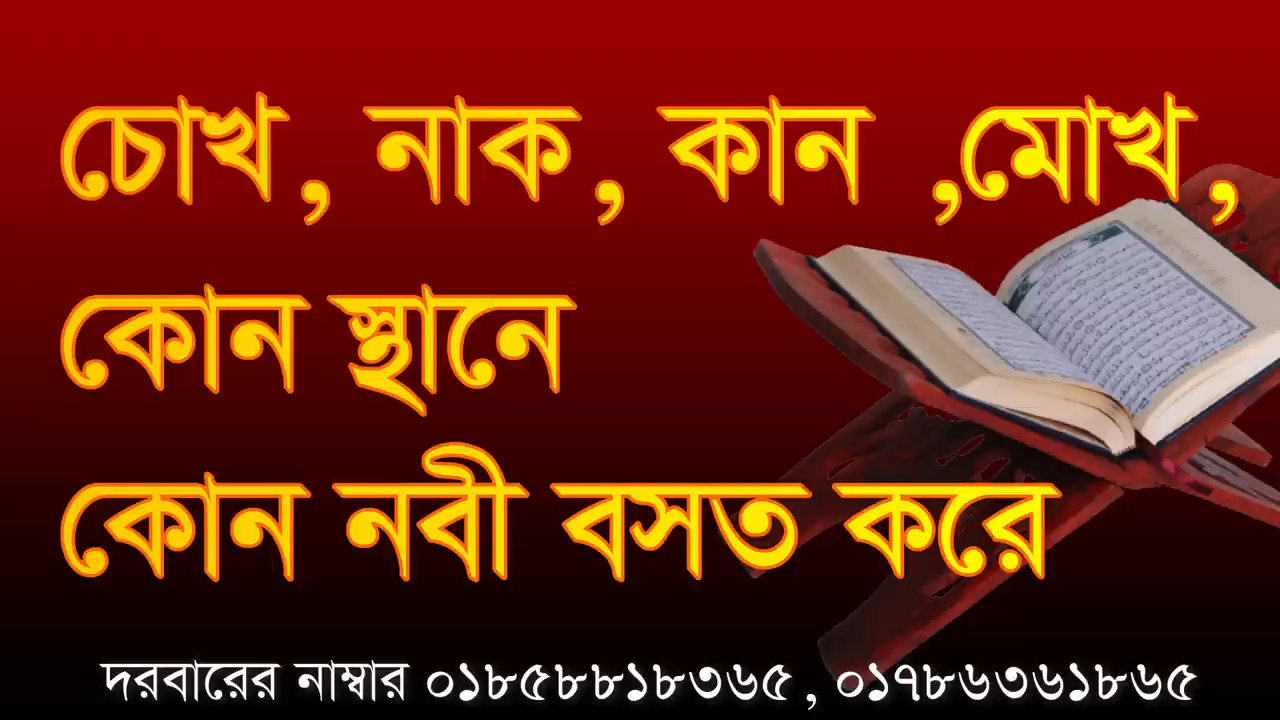 চোখ, নাক, কান ,মোখ,
কোন স্থানে
কোন নবী বসত করে
দরবারের নাম্বার ০১৮৫৮৮১৮৩৬৫, ০১৭৮৬৩৬১৮৬৫